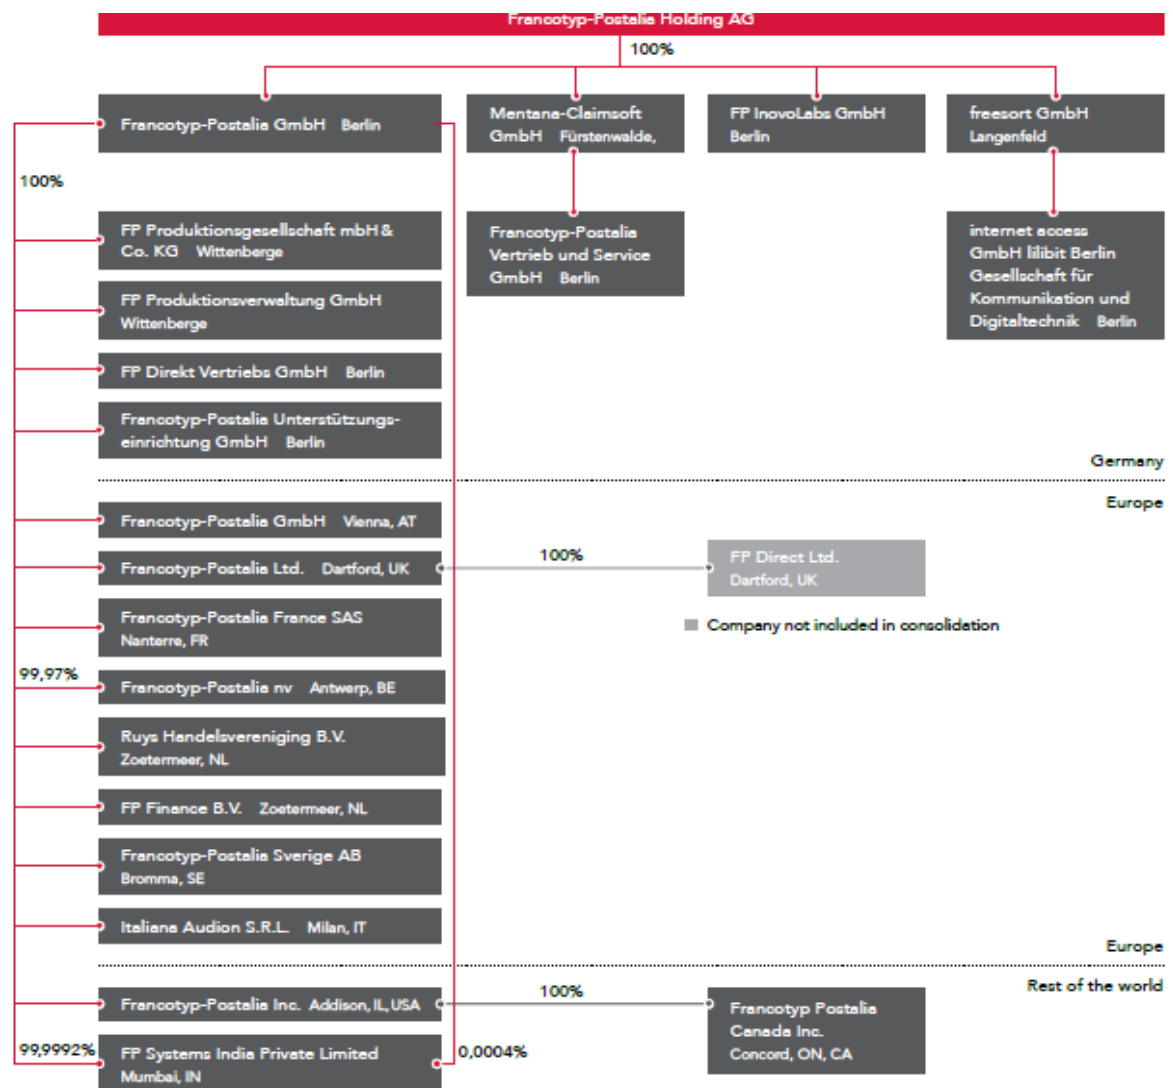 Francotyp-Postalia Holding AG
100%
Francotyp-Postalia GmbH Berlin
Mentana-Claimsoft
GmbH Fürstenwalde,
FP InovoLabs GmbH
Berlin
freesort GmbH
Langenfeld
100%
FP Produktionsgesellschaft mbH &
Co. KG Wittenberge
Francotyp-Postalia
Vertrieb und Service
GmbH Berlin
internet access
GmbH lilibit Berlin
Gesellschaft für
Kommunikation und
Digitaltechnik Berlin
FP Produktionsverwaltung GmbH
Wittenberge
FP Direkt Vertriebs GmbH Berlin
Francotyp-Postalia Unterstützungs-
einrichtung GmbH Berlin
Germany
Europe
Francotyp-Postalia GmbH Vienna, AT
Francotyp-Postalia Ltd. Dartford, UK
100%
FP Direct Ltd.
Dartford, UK
Francotyp-Postalia France SAS
Nanterre, FR
Company not included in consolidation
99,97%
Francotyp-Postalia nv Antwerp, BE
Ruys Handelsvereniging B.V.
Zoetermeer, NL
FP Finance B.V. Zoetermeer, NL
Francotyp-Postalia Sverige AB
Bromma, SE
Italiana Audion S.R.L. Milan, IT
Europe
Rest of the world
Francotyp-Postalia Inc. Addison, IL, USA
100%
Francotyp Postalia
Canada Inc.
Concord, ON, CA
99,9992%
FP Systems India Private Limited
Mumbai, IN
0,0004%